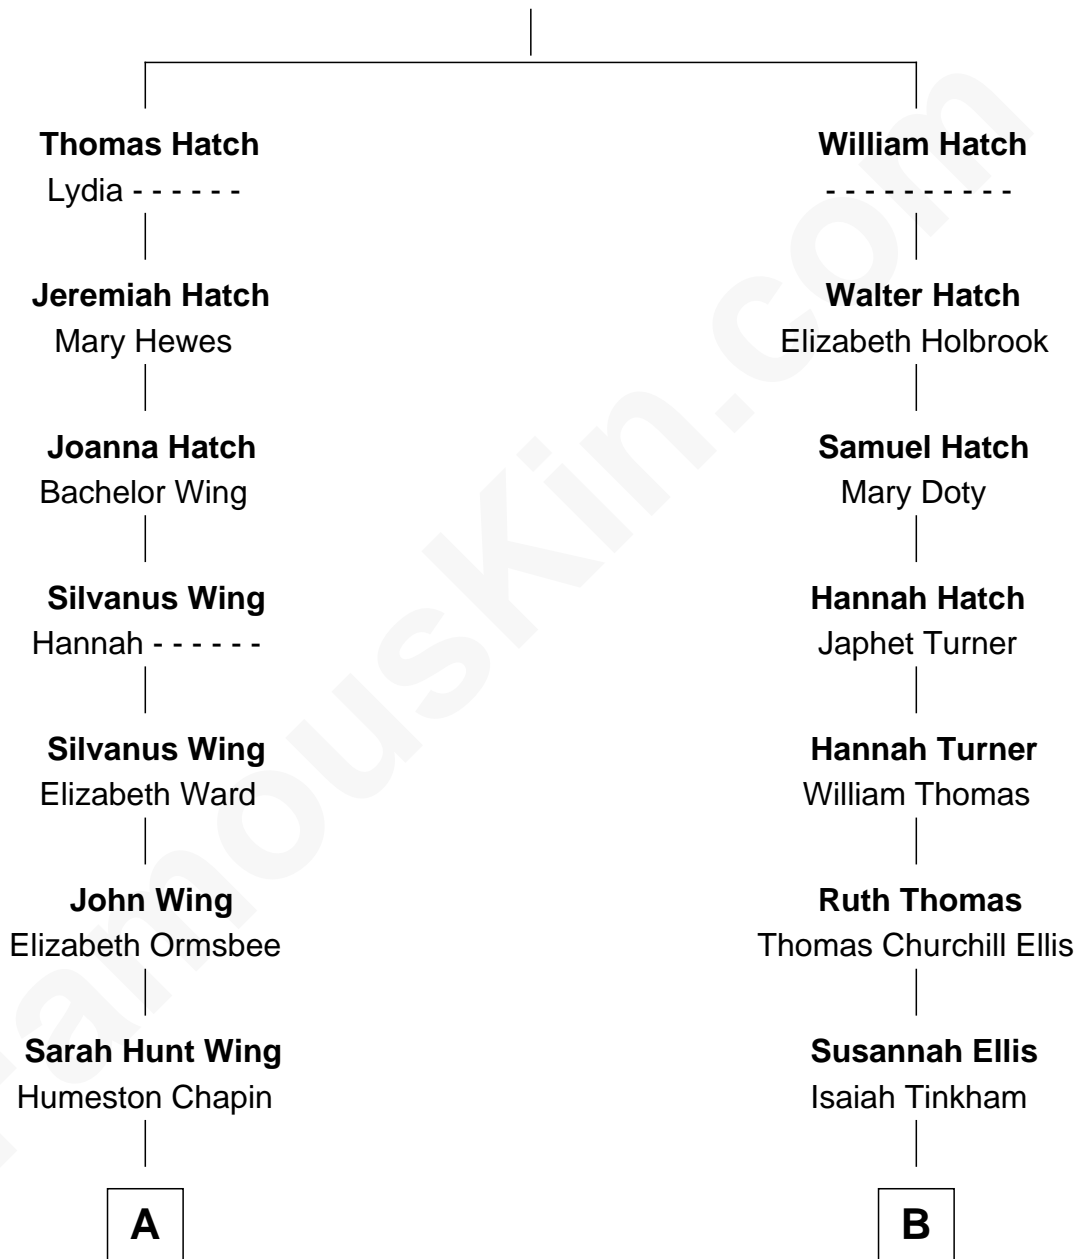 Thomas Hatch
Lydia - - - - - -
Jeremiah Hatch
Mary Hewes
Joanna Hatch
Bachelor Wing
Silvanus Wing
Hannah - - - - - -
Silvanus Wing
Elizabeth Ward
John Wing
Elizabeth Ormsbee
Sarah Hunt Wing
Humeston Chapin
A
William Hatch
- - - - - - - - - -
Walter Hatch
Elizabeth Holbrook
Samuel Hatch
Mary Doty
Hannah Hatch
Japhet Turner
Hannah Turner
William Thomas
Ruth Thomas
Thomas Churchill Ellis
Susannah Ellis
Isaiah Tinkham
B
FamousKin.com